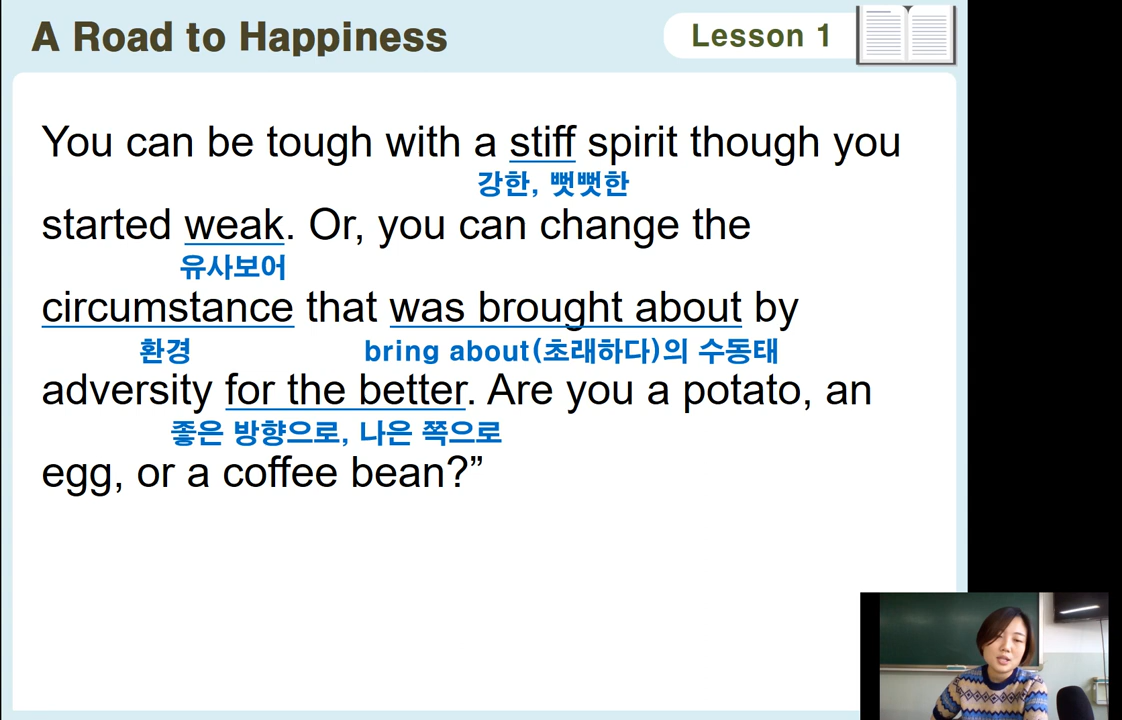 A Road to Happiness
Lesson 1
You can be tough with a stiff spirit though you
강한, 뻣뻣한
started weak. Or, you can change the
유사보어
circumstance that was brought about by
환경
bring about(초래하다)의 수동태
adversity for the better. Are you a potato, an
좋은 방향으로, 나은 쪽으로
egg, or a coffee bean?”